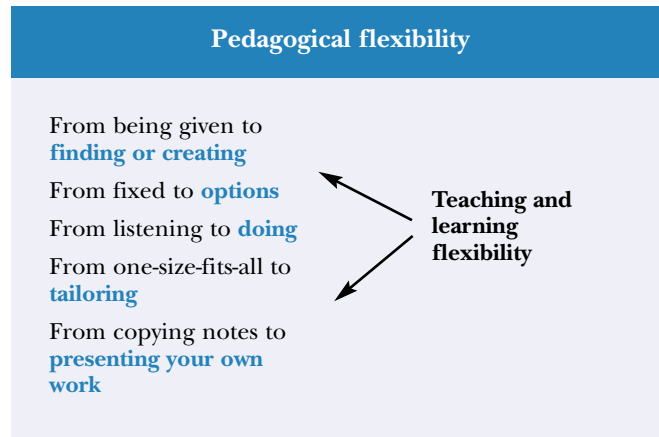 Pedagogical flexibility
From being given to
finding or creating
From fixed to options
From listening to doing
From one-size-fits-all to
tailoring
From copying notes to
presenting your own
work
Teaching and
learning
flexibility